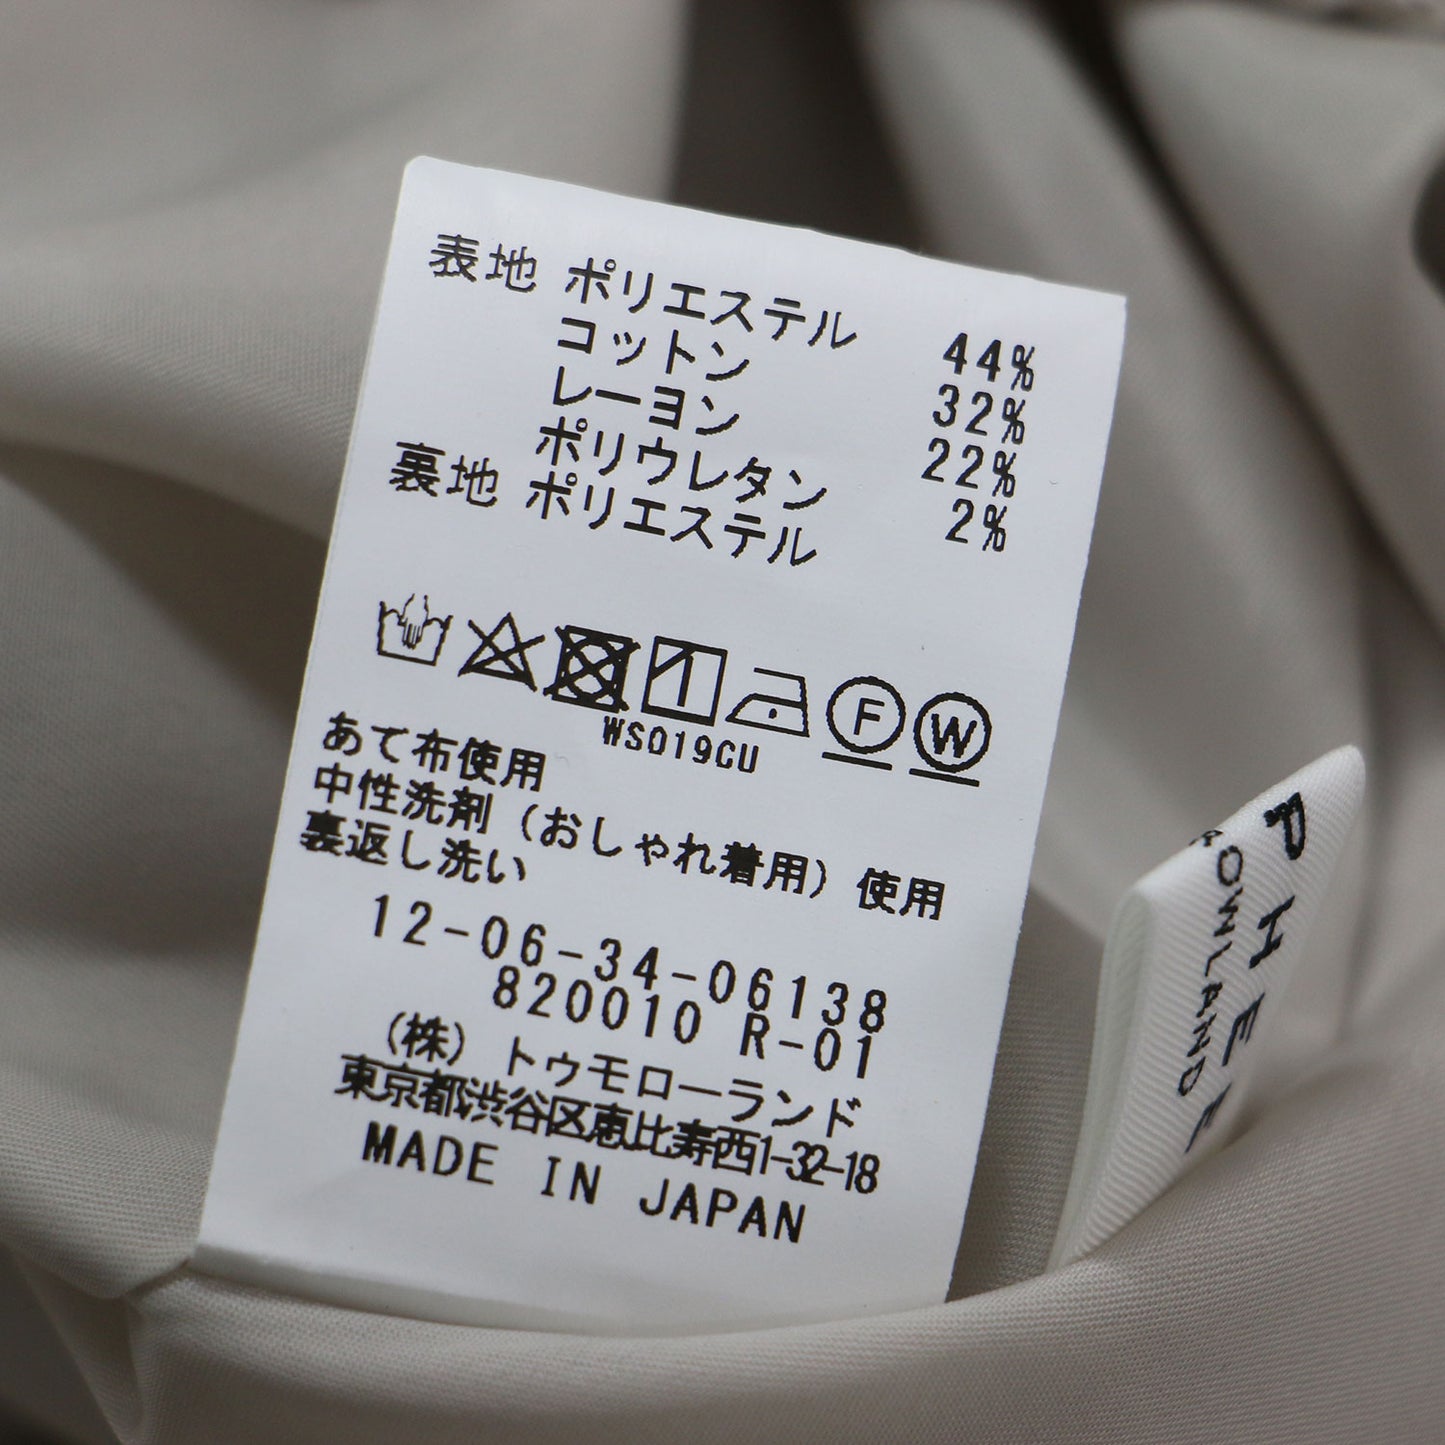 表地 ポリエステル 44%
コットン 32%
レーヨン 22%
ポリウレタン 2%
裏地 ポリエステル
F W
WS019CU
あて布使用
中性洗剤(おしゃれ着用)使用
裏返し洗い
12-06-34-06138
820010 R-01
(株)トゥモローランド
東京都渋谷区恵比寿西1-32-18
MADE IN JAPAN
PHEE
OWLAND